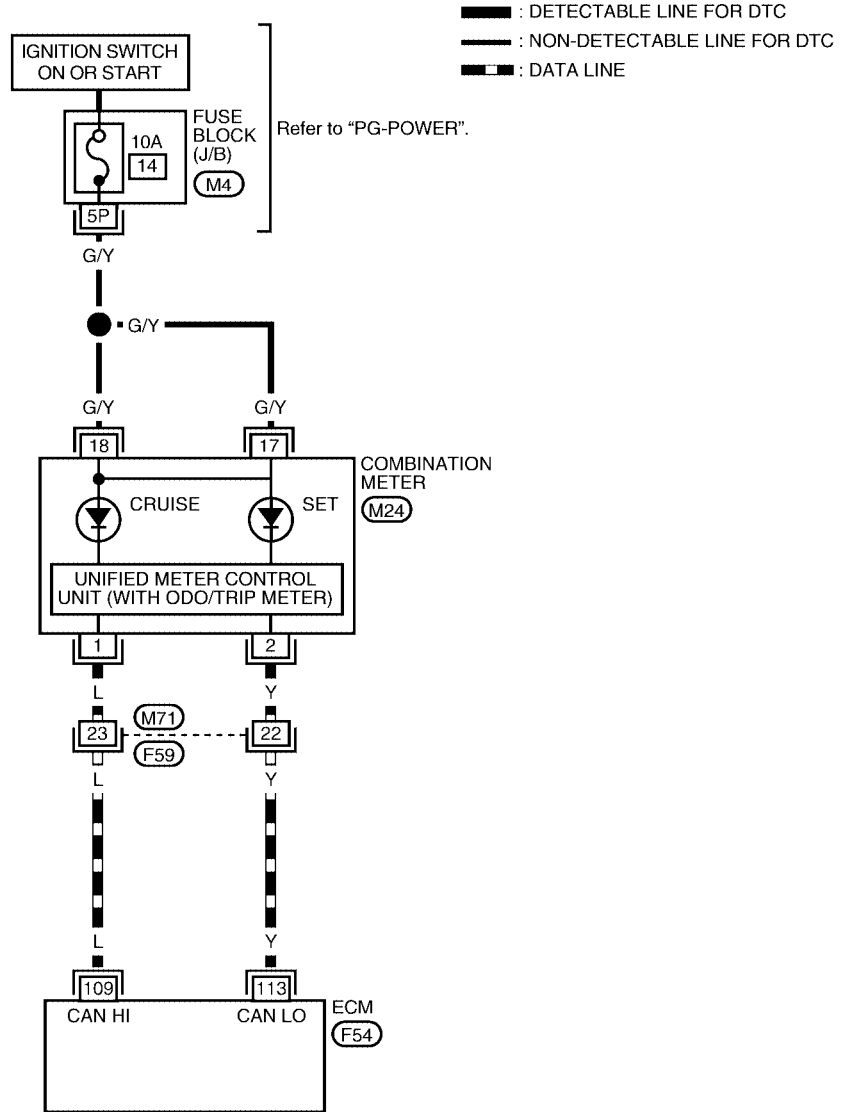 : DETECTABLE LINE FOR DTC
: NON-DETECTABLE LINE FOR DTC
: DATA LINE
IGNITION SWITCH
ON OR START
FUSE
BLOCK
(J/B)
M4
10A
14
5P
Refer to “PG-POWER”.
G/Y
G/Y
G/Y
G/Y
18
17
COMBINATION
METER
M24
CRUISE
SET
UNIFIED METER CONTROL
UNIT (WITH ODO/TRIP METER)
1
2
L
Y
23
M71
F59
22
L
Y
L
Y
109
113
CAN HI
CAN LO
ECM
F54